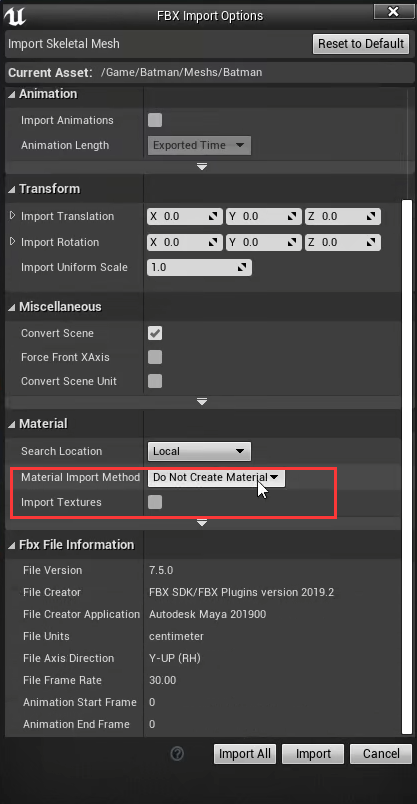 FBX Import Options
Import Skeletal Mesh
Reset to Default
Current Asset: /Game/Batman/Meshs/Batman
Animation
Import Animations
Animation Length Exported Time
Transform
Import Translation X 0.0 Y 0.0 Z 0.0
Import Rotation X 0.0 Y 0.0 Z 0.0
Import Uniform Scale 1.0
Miscellaneous
Convert Scene
Force Front XAxis
Convert Scene Unit
Material
Search Location Local
Material Import Method Do Not Create Material
Import Textures
Fbx File Information
File Version 7.5.0
File Creator FBX SDK/FBX Plugins version 2019.2
File Creator Application Autodesk Maya 201900
File Units centimeter
File Axis Direction Y-UP (RH)
File Frame Rate 30.00
Animation Start Frame 0
Animation End Frame 0
? Import All Import Cancel